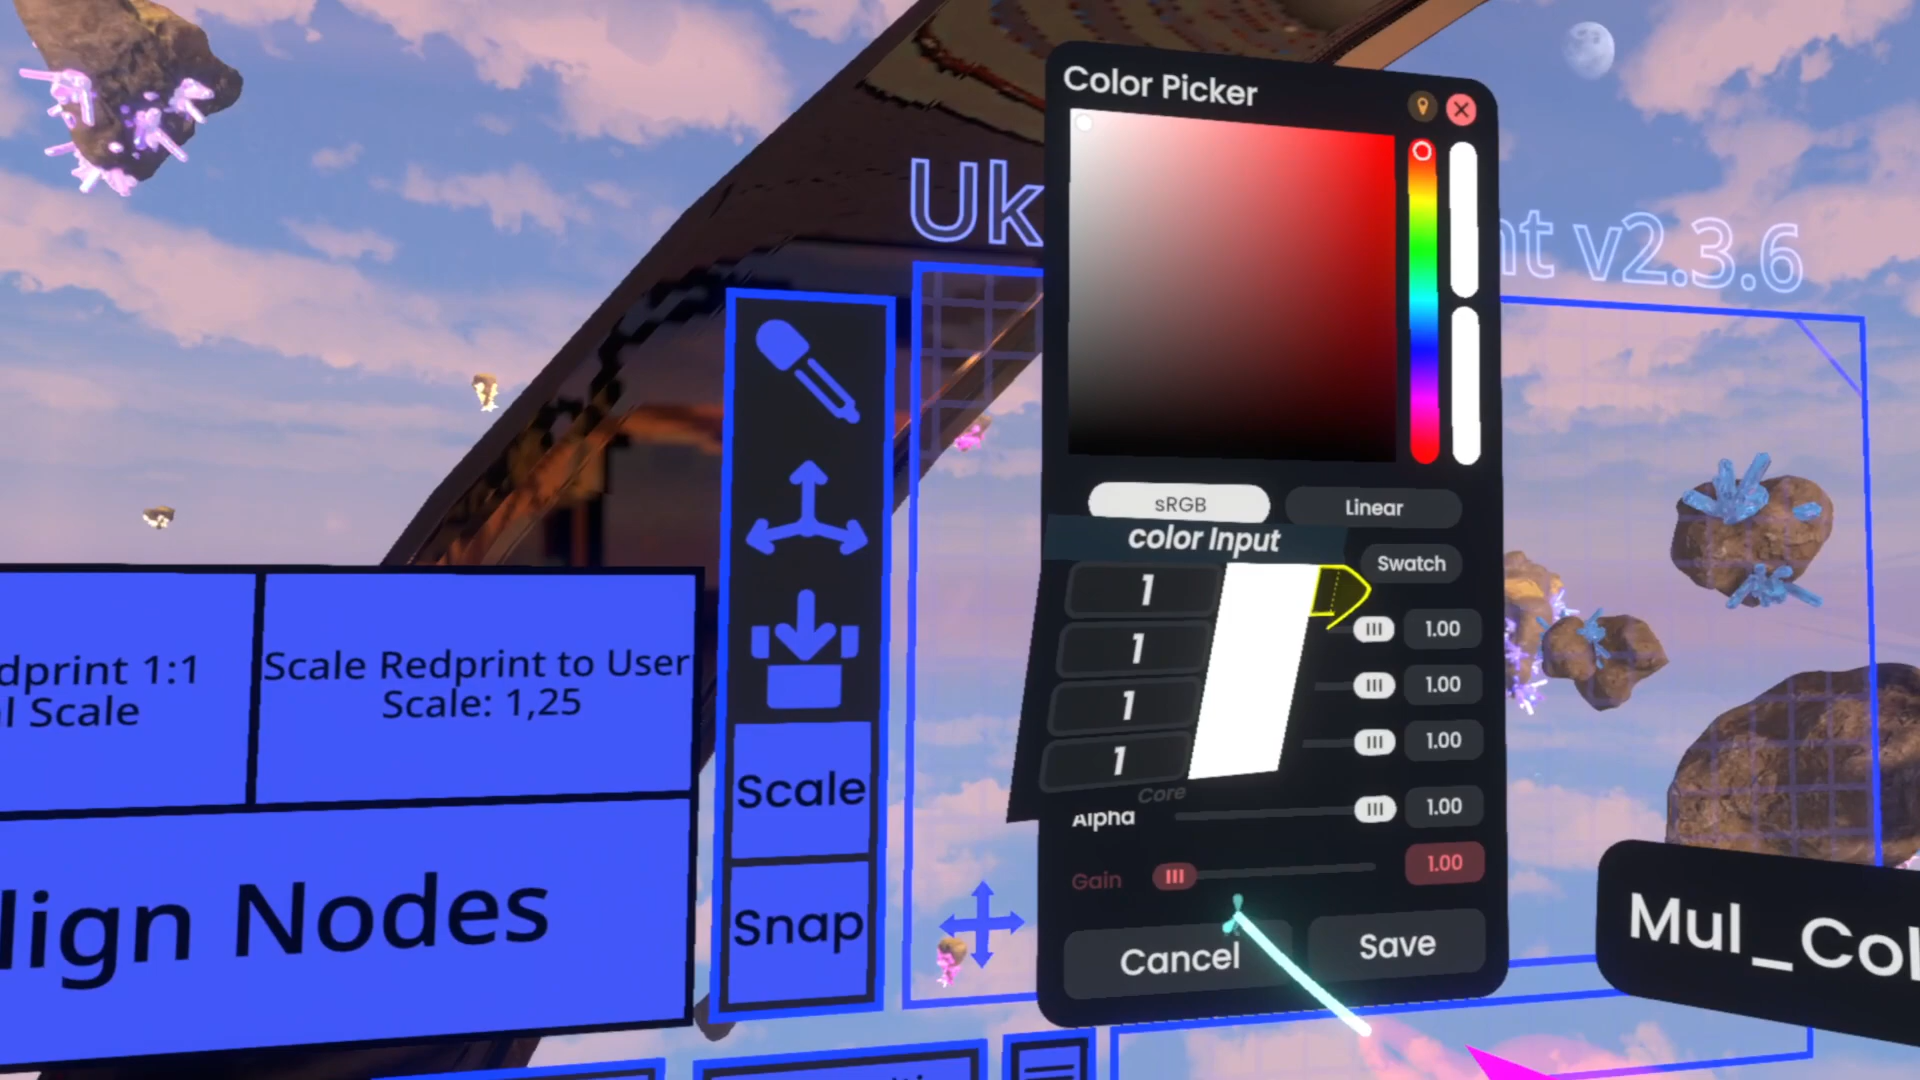 Color Picker
Uk
nt v2.3.6
sRGB
Linear
color Input
Swatch
1
1.00
1
1.00
1
1.00
1
Core
Alpha
1.00
Gain
1.00
Cancel
Save
dprint 1:1
l Scale
Scale Redprint to User
Scale: 1,25
lign Nodes
Scale
Snap
Mul_Col